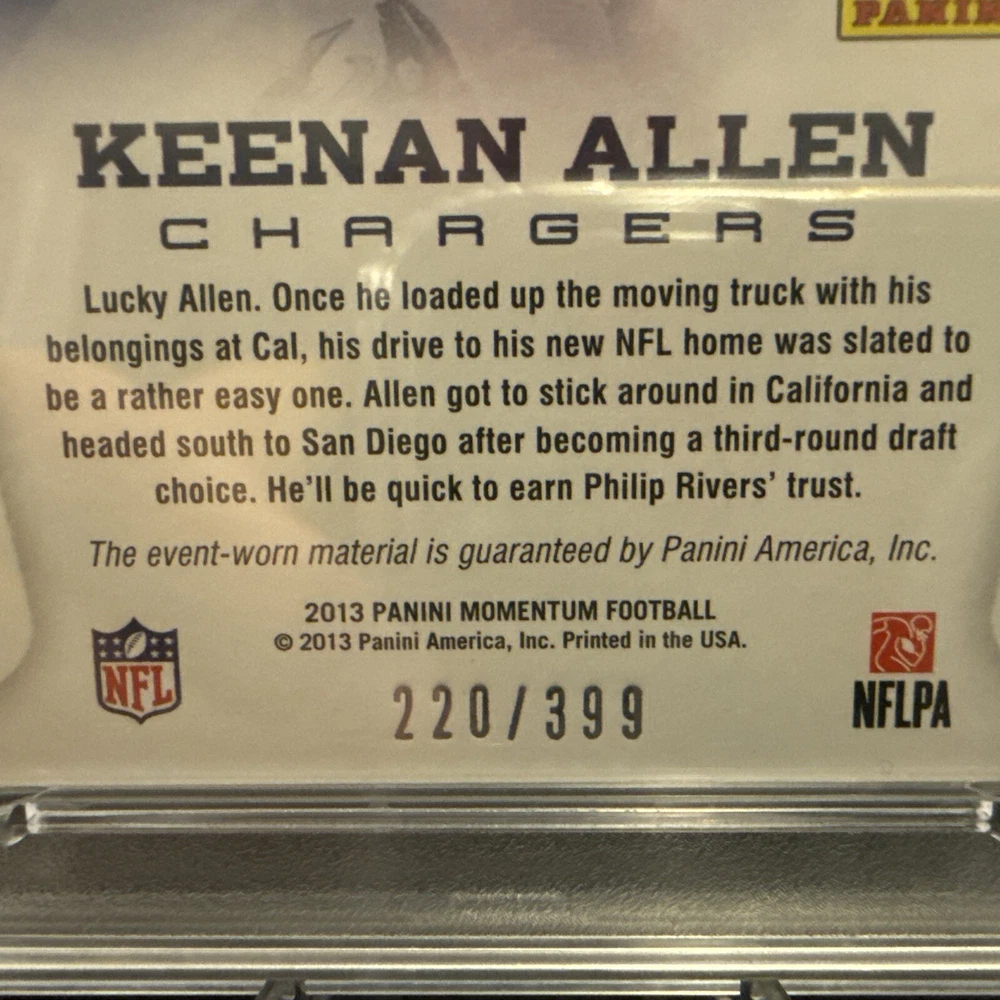 PANINI
KEENAN ALLEN
CHARGERS
Lucky Allen. Once he loaded up the moving truck with his
belongings at Cal, his drive to his new NFL home was slated to
be a rather easy one. Allen got to stick around in California and
headed south to San Diego after becoming a third-round draft
choice. He'll be quick to earn Philip Rivers' trust.
The event-worn material is guaranteed by Panini America, Inc.
2013 PANINI MOMENTUM FOOTBALL
© 2013 Panini America, Inc. Printed in the USA.
NFL
220/399
NFLPA